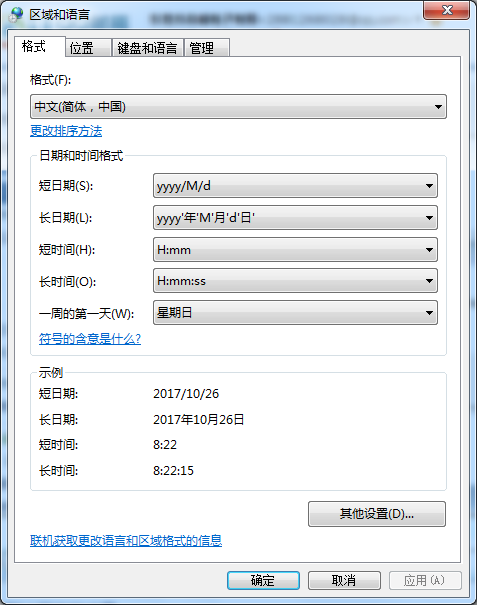 区域和语言
格式
位置
键盘和语言
管理
格式(F):
中文(简体，中国)
更改排序方法
日期和时间格式
短日期(S):
yyyy/M/d
长日期(L):
yyyy'年'M'月'd'日'
短时间(H):
H:mm
长时间(O):
H:mm:ss
一周的第一天(W):
星期日
符号的含意是什么?
示例
短日期:
2017/10/26
长日期:
2017年10月26日
短时间:
8:22
长时间:
8:22:15
其他设置(D)...
联机获取更改语言和区域格式的信息
确定
取消
应用(A)